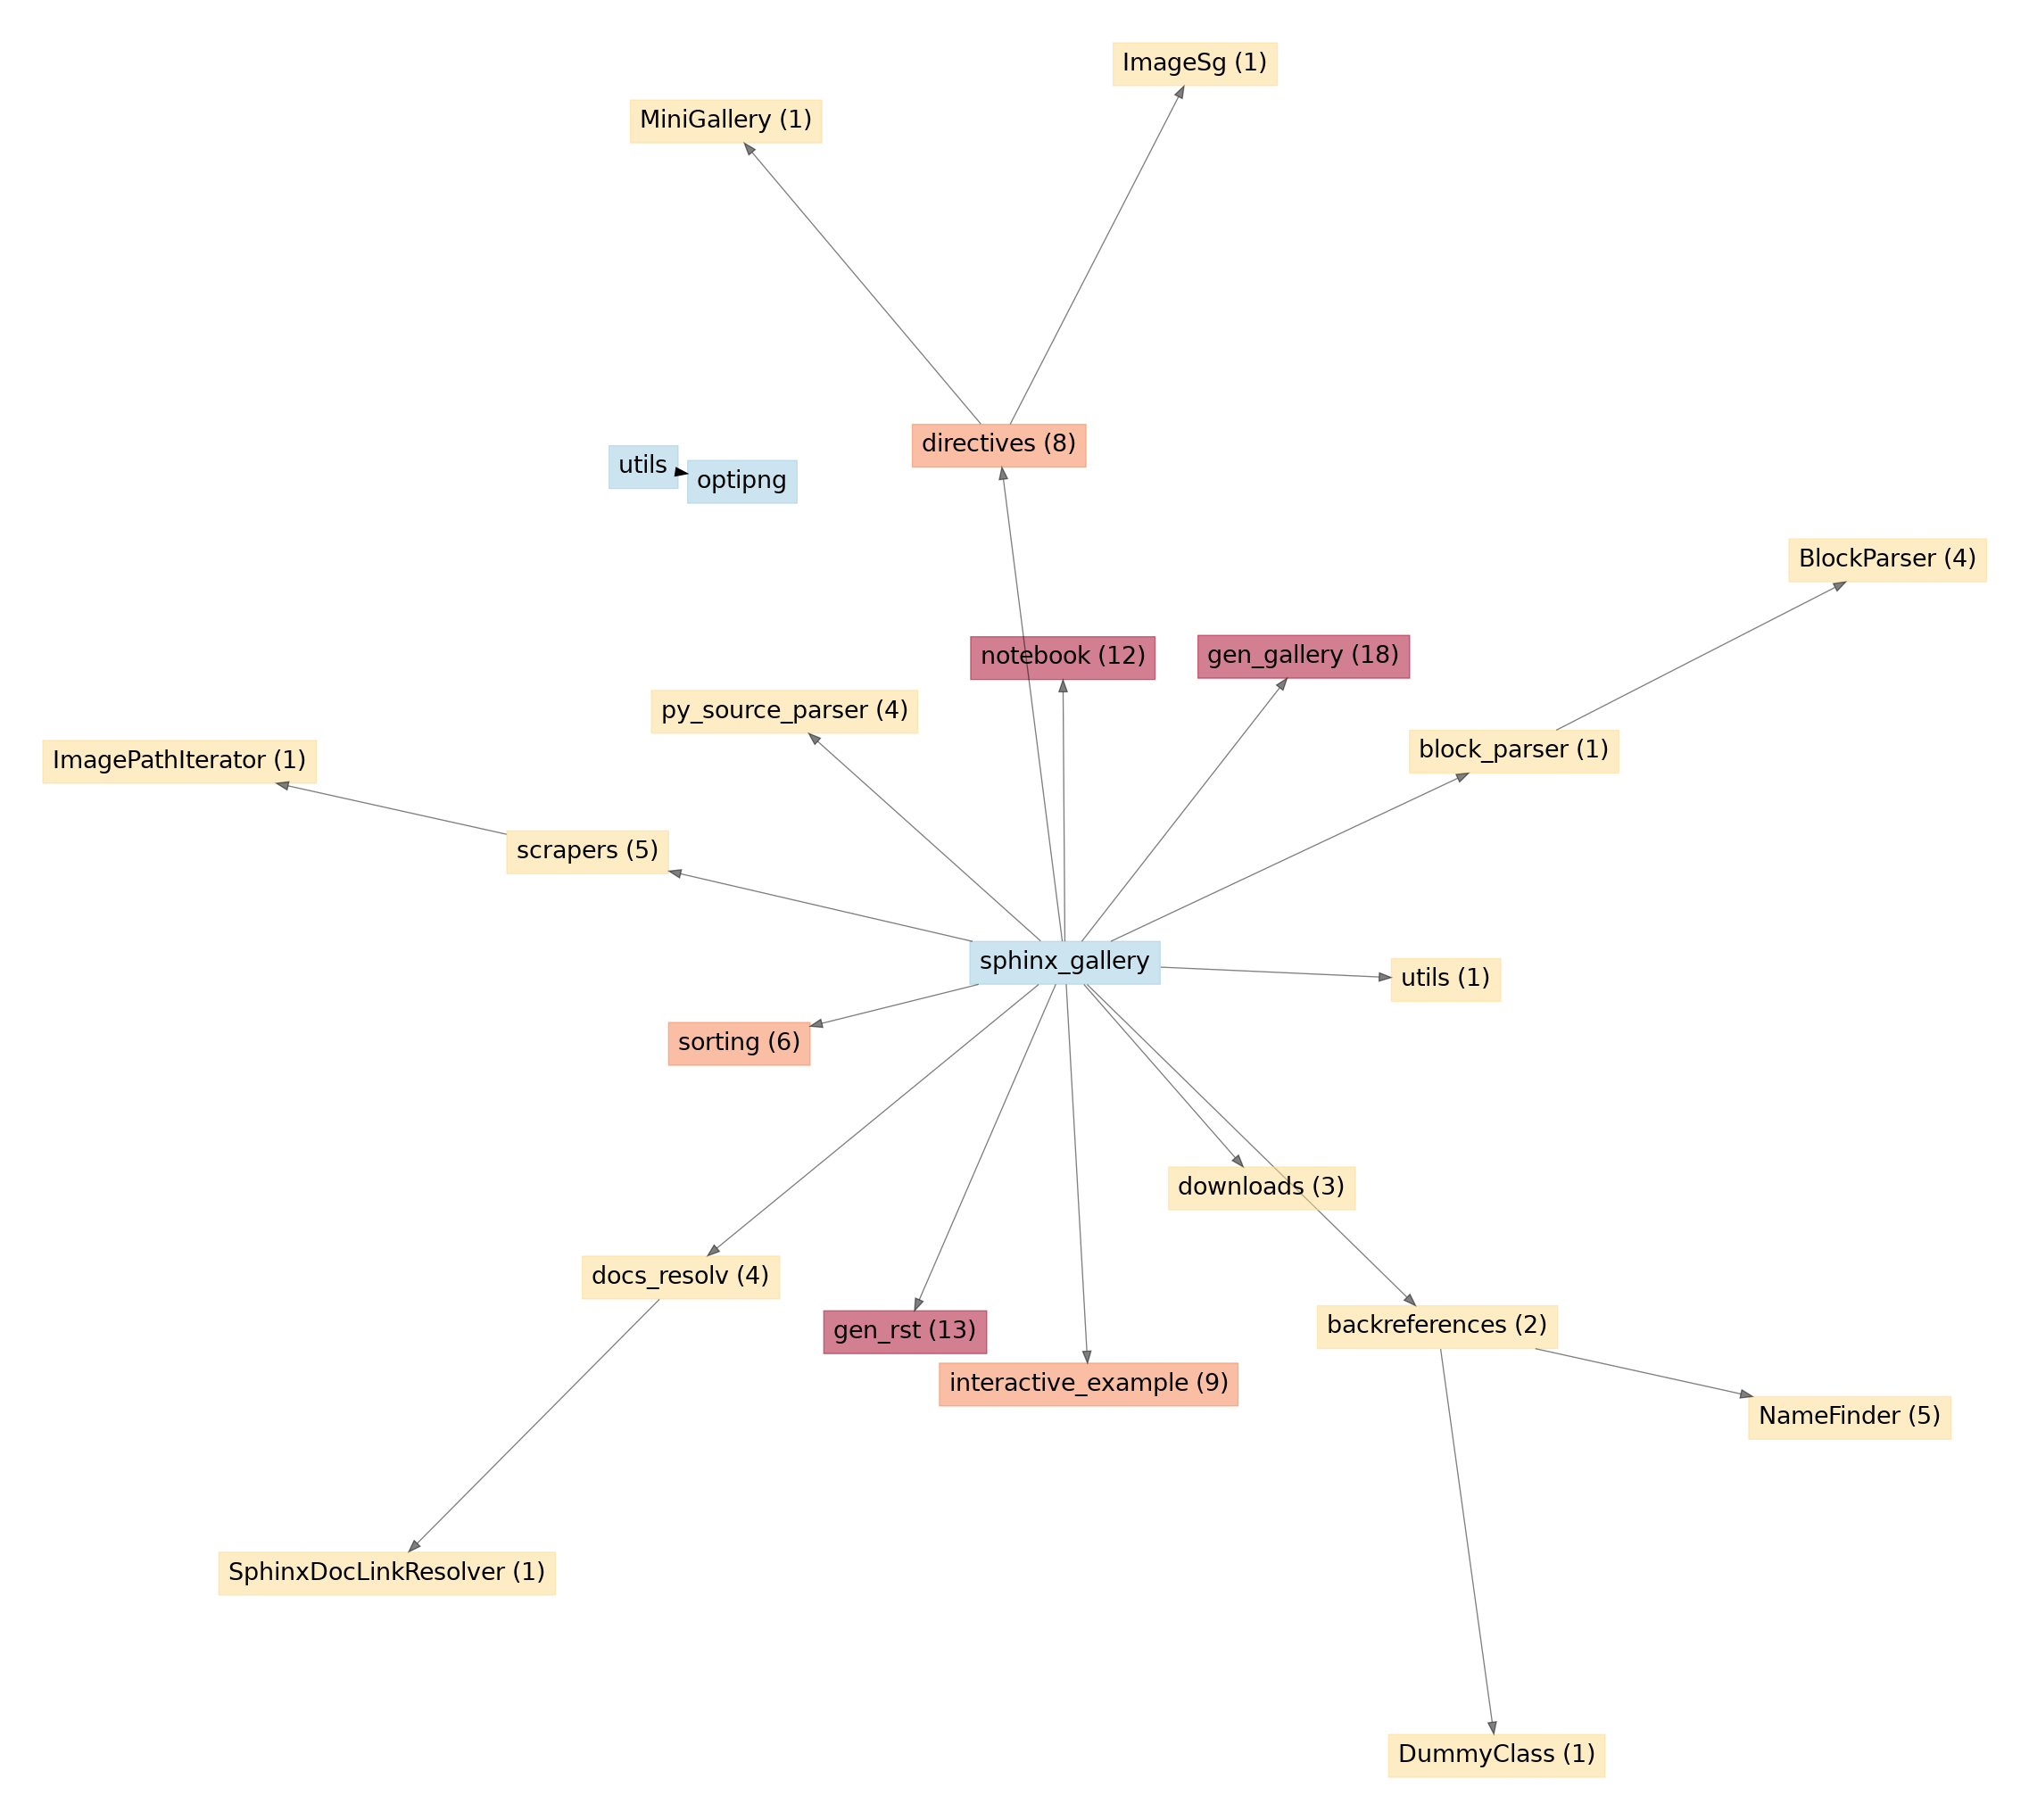 ImageSg (1)
MiniGallery (1)
directives (8)
utils
optipng
BlockParser (4)
notebook (12)
gen_gallery (18)
py_source_parser (4)
block_parser (1)
ImagePathIterator (1)
scrapers (5)
sphinx_gallery
utils (1)
sorting (6)
downloads (3)
docs_resolv (4)
backreferences (2)
gen_rst (13)
interactive_example (9)
NameFinder (5)
SphinxDocLinkResolver (1)
DummyClass (1)